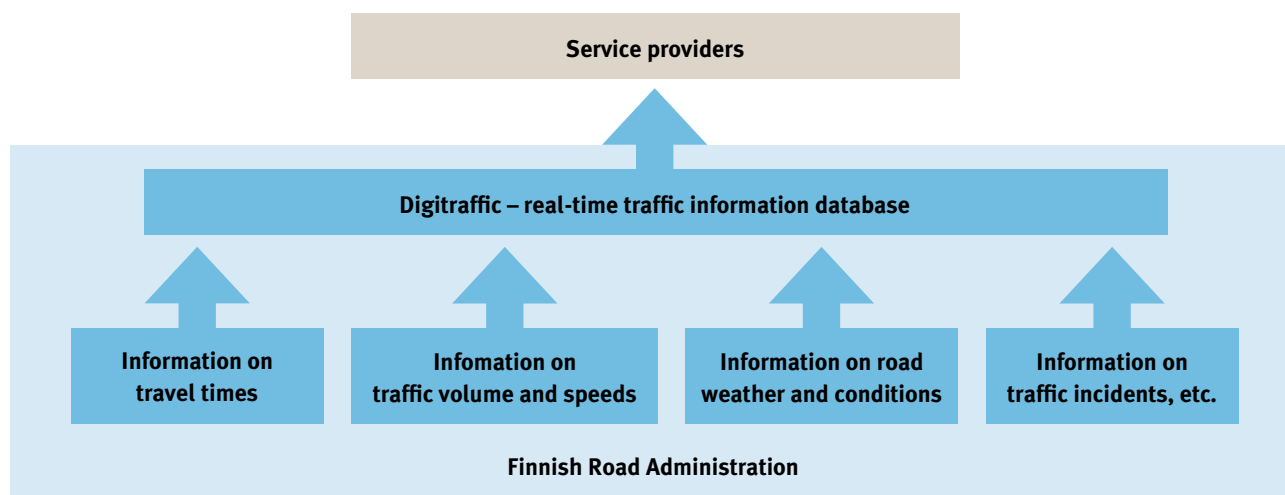 Service providers
Digitraffic – real-time traffic information database
Information on
travel times
Infomation on
traffic volume and speeds
Information on road
weather and conditions
Information on
traffic incidents, etc.
Finnish Road Administration